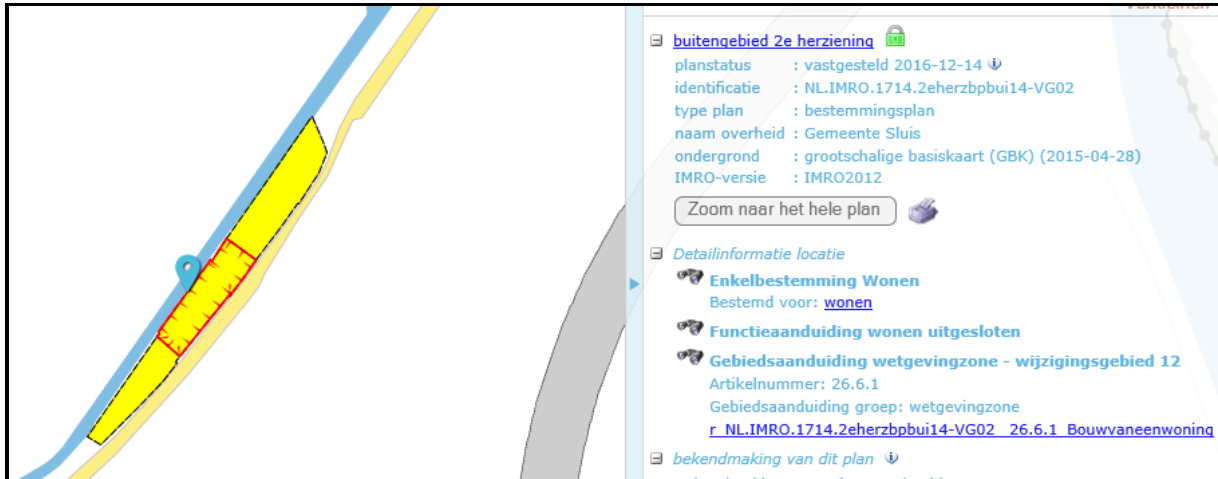 buitengebied 2e herziening
planstatus : vastgesteld 2016-12-14
identificatie : NL.IMRO.1714.2eherzbpbui14-VG02
type plan : bestemmingsplan
naam overheid : Gemeente Sluis
ondergrond : grootschalige basiskaart (GBK) (2015-04-28)
IMRO-versie : IMRO2012
Zoom naar het hele plan
Detailinformatie locatie
Enkelbestemming Wonen
Bestemd voor: wonen
Functieaanduiding wonen uitgesloten
Gebiedsaanduiding wetgevingzone - wijzigingsgebied 12
Artikelnummer: 26.6.1
Gebiedsaanduiding groep: wetgevingzone
r_NL.IMRO.1714.2eherzbpbui14-VG02__26.6.1_Bouwvaneenwoning
bekendmaking van dit plan